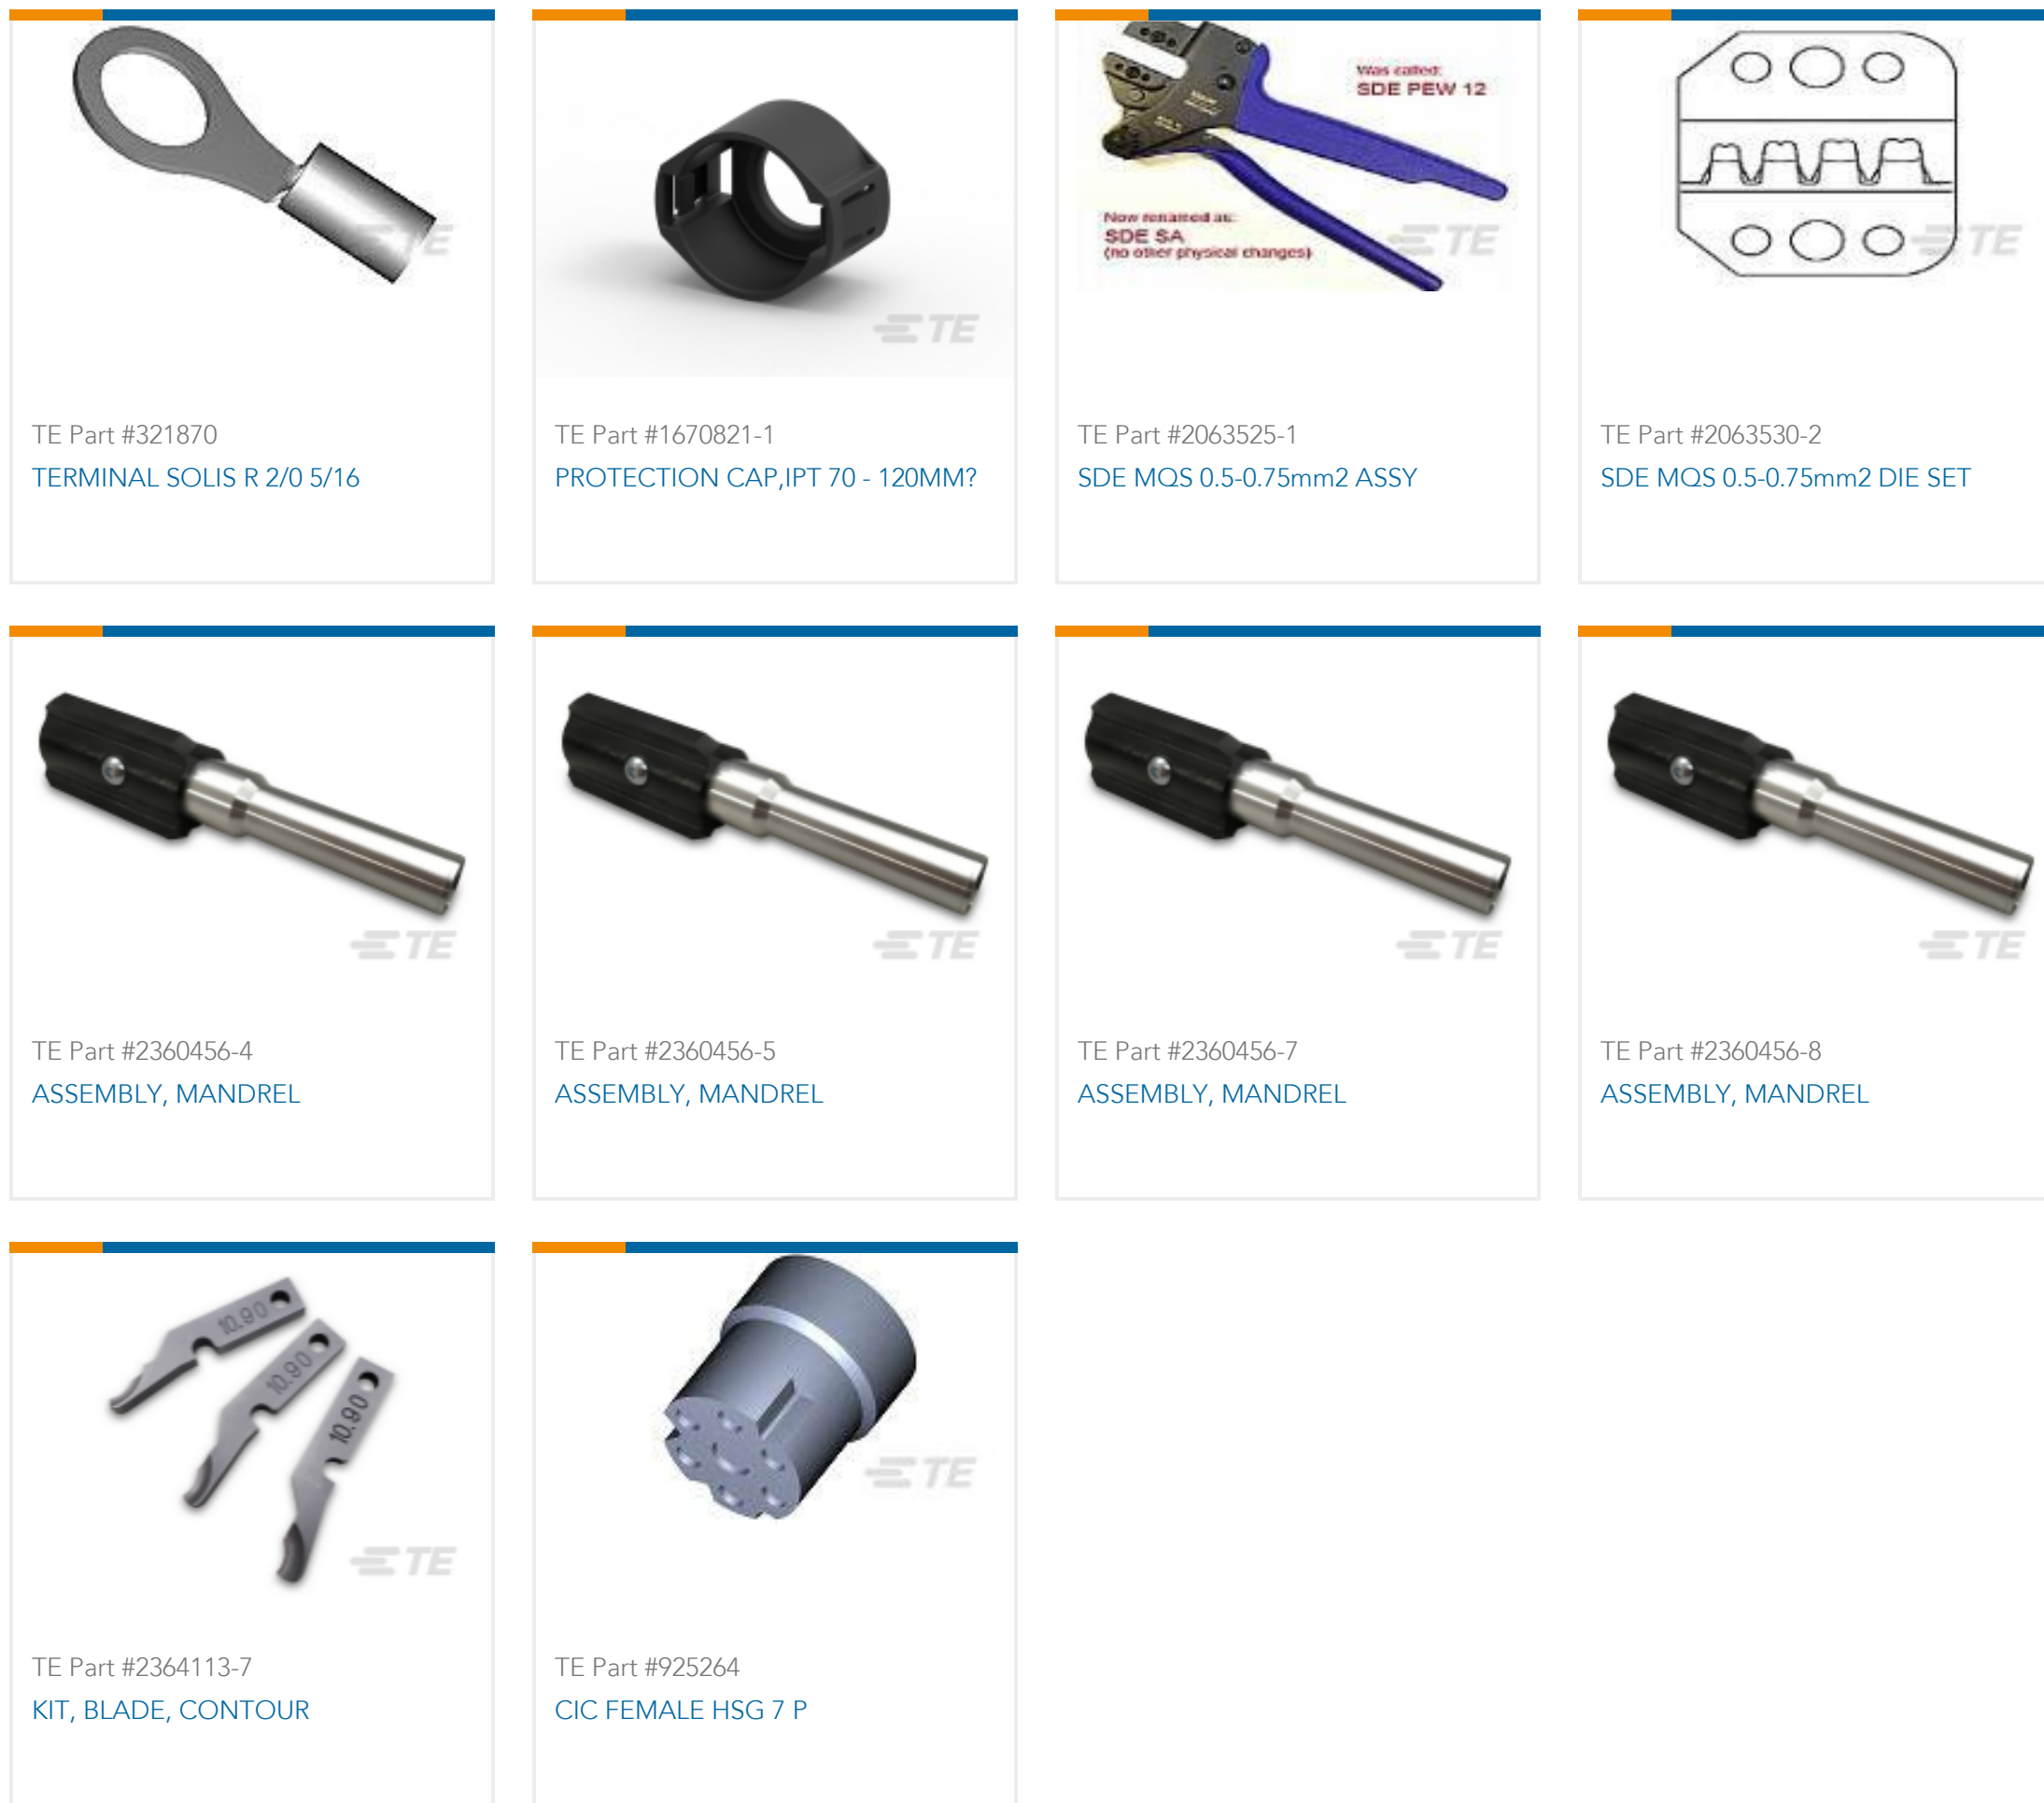 Was called:
SDE PEW 12
Now renamed as:
SDE SA
(no other physical changes)
TE
TE
TE
TE
TE Part #321870
TERMINAL SOLIS R 2/0 5/16
TE Part #1670821-1
PROTECTION CAP,IPT 70 - 120MM?
TE Part #2063525-1
SDE MQS 0.5-0.75mm2 ASSY
TE Part #2063530-2
SDE MQS 0.5-0.75mm2 DIE SET
TE
TE
TE
TE
TE Part #2360456-4
ASSEMBLY, MANDREL
TE Part #2360456-5
ASSEMBLY, MANDREL
TE Part #2360456-7
ASSEMBLY, MANDREL
TE Part #2360456-8
ASSEMBLY, MANDREL
10.90
10.90
10.90
TE
TE
TE Part #2364113-7
KIT, BLADE, CONTOUR
TE Part #925264
CIC FEMALE HSG 7 P